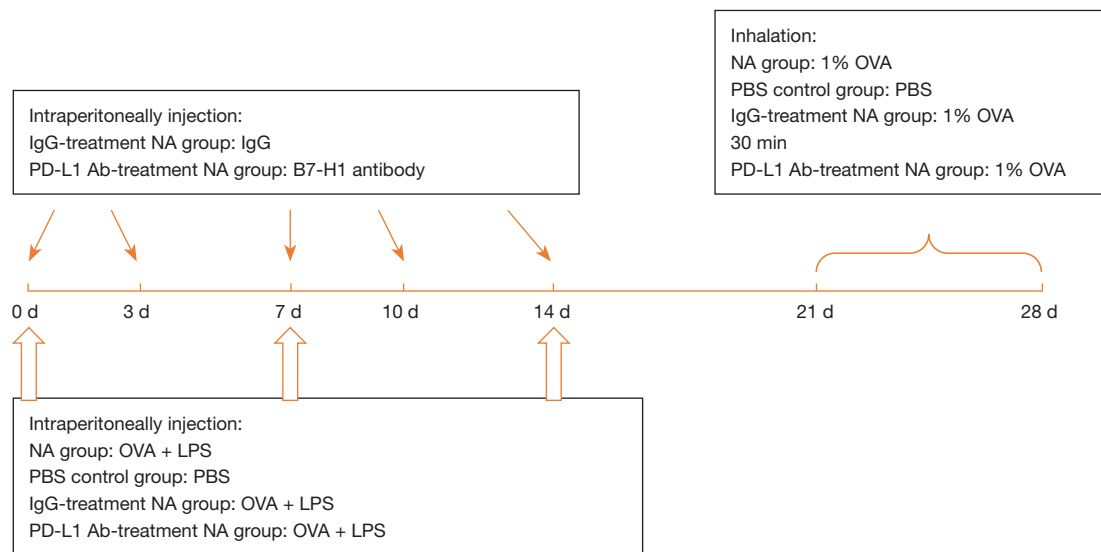 Inhalation:
NA group: 1% OVA
PBS control group: PBS
IgG-treatment NA group: 1% OVA
30 min
PD-L1 Ab-treatment NA group: 1% OVA
Intraperitoneally injection:
IgG-treatment NA group: IgG
PD-L1 Ab-treatment NA group: B7-H1 antibody
0 d 3 d 7 d 10 d 14 d 21 d 28 d
Intraperitoneally injection:
NA group: OVA + LPS
PBS control group: PBS
IgG-treatment NA group: OVA + LPS
PD-L1 Ab-treatment NA group: OVA + LPS